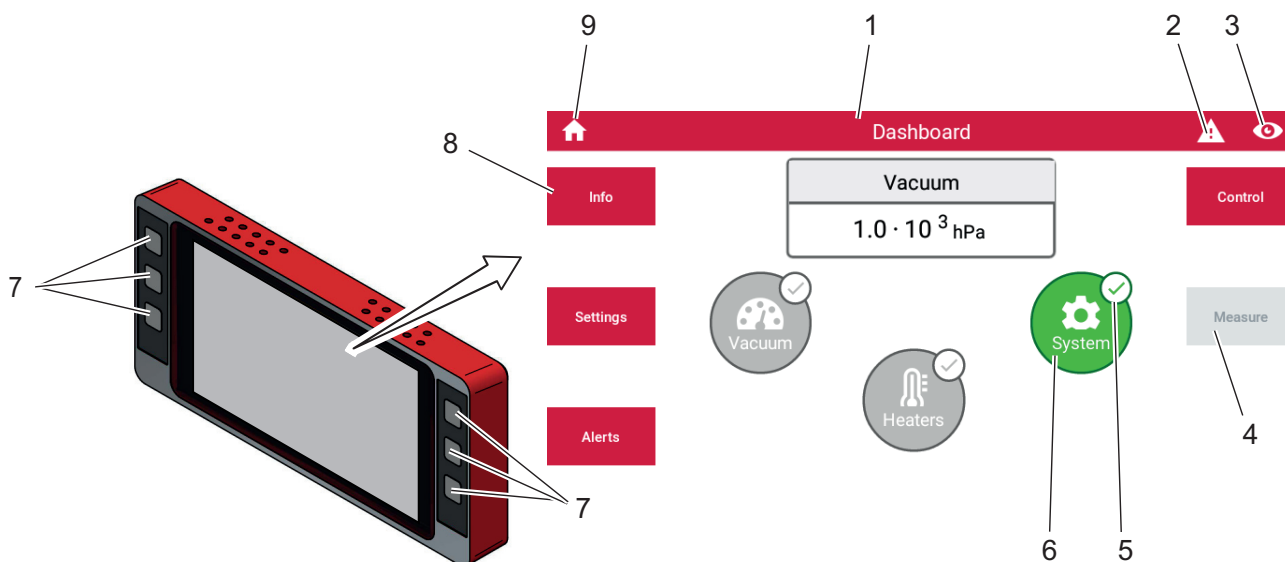 9 1 2 3
Dashboard
8
Info
Vacuum
Control
1.0 · 10 ³ hPa
7
Settings
Vacuum
System
Measure
Heaters
Alerts
4
7
6 5